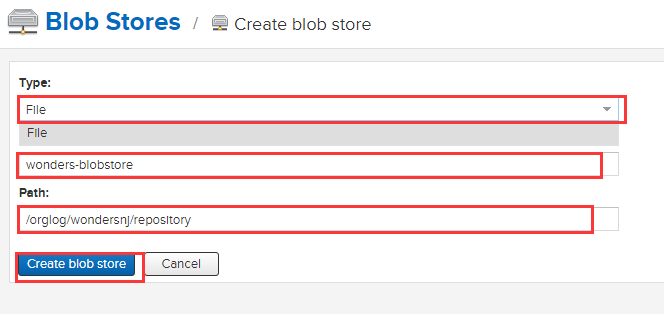 Blob Stores / Create blob store
Type:
File
File
wonders-blobstore
Path:
/orglog/wondersnj/repository
Create blob store Cancel